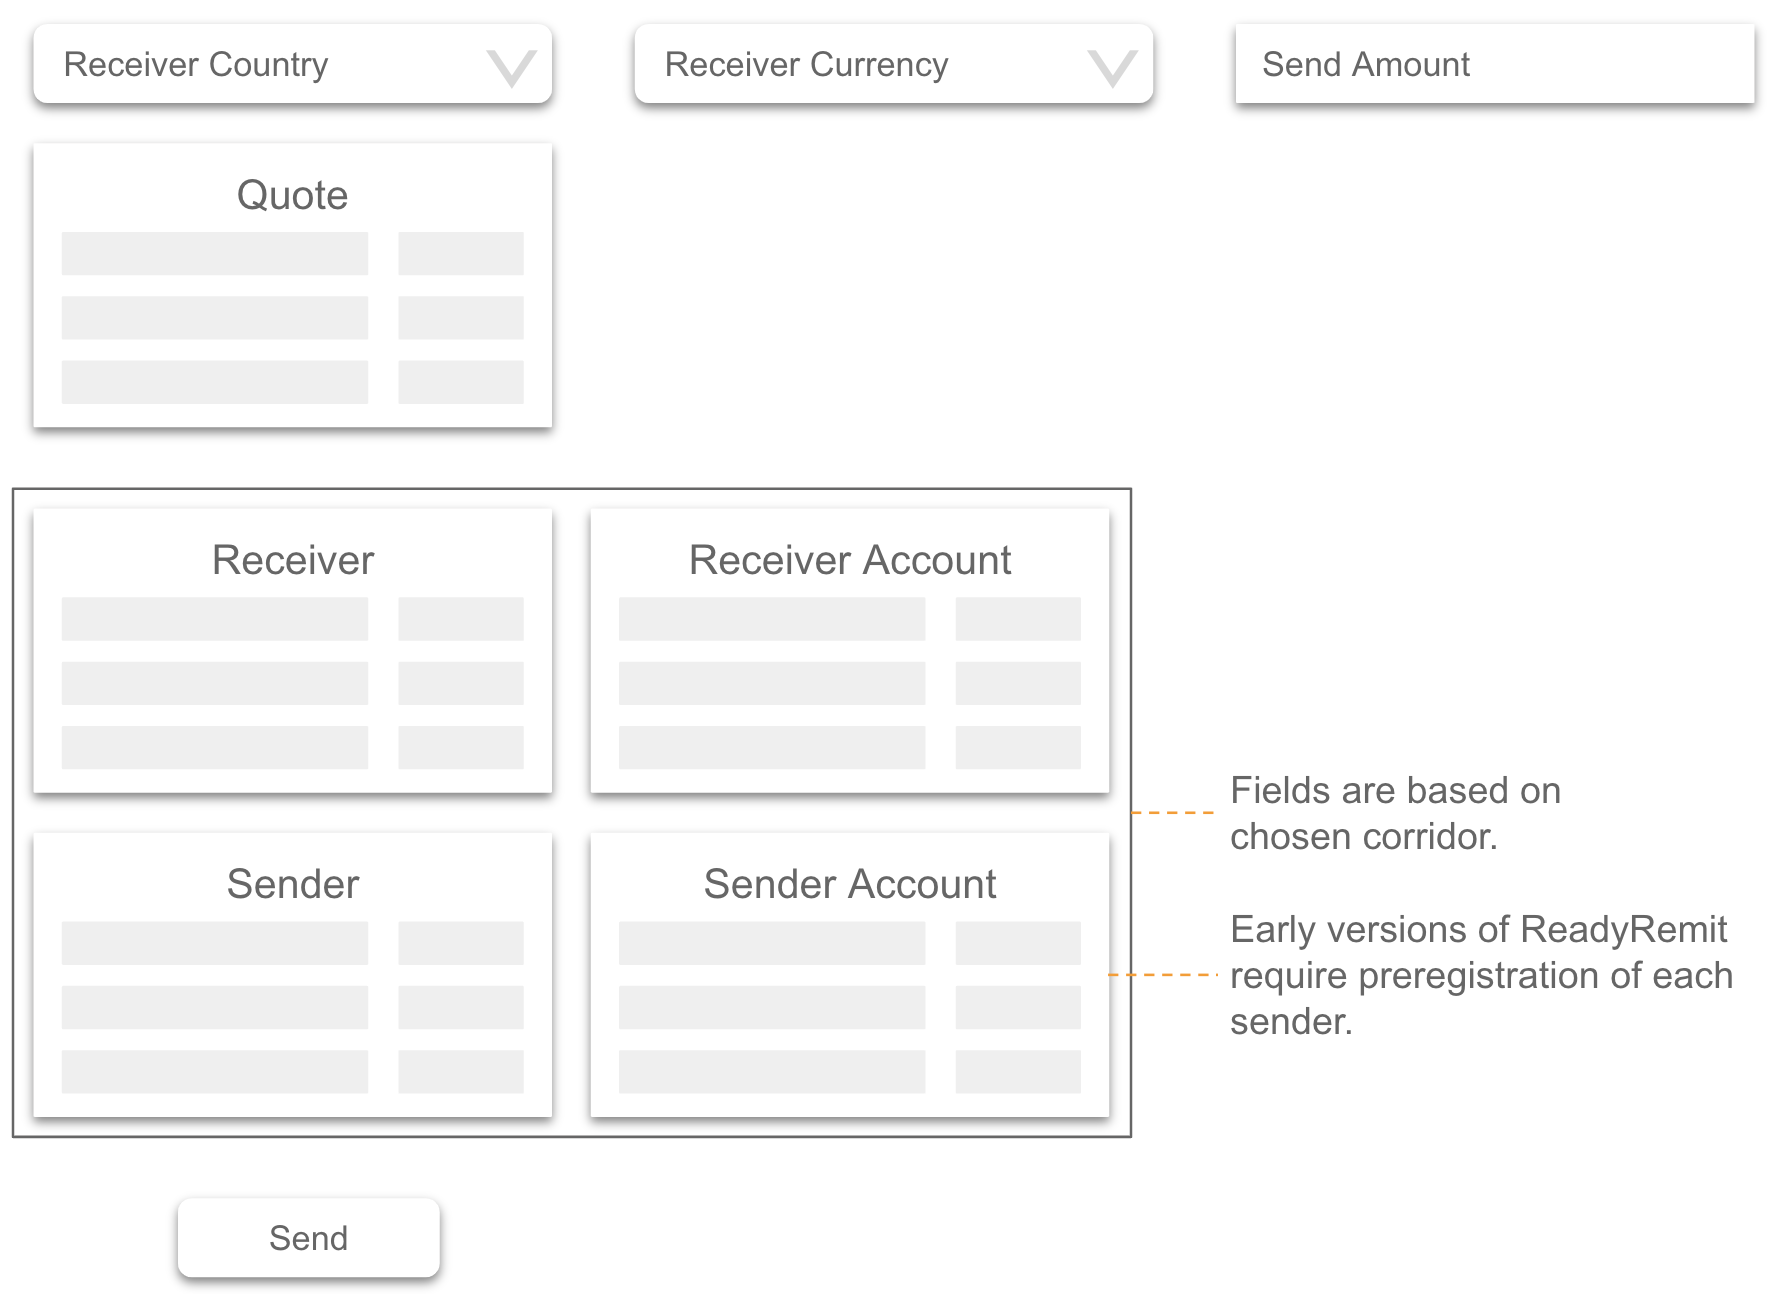 Receiver Country
Receiver Currency
Send Amount
Quote
Receiver
Receiver Account
Sender
Sender Account
Fields are based on
chosen corridor.
Early versions of ReadyRemit
require preregistration of each
sender.
Send